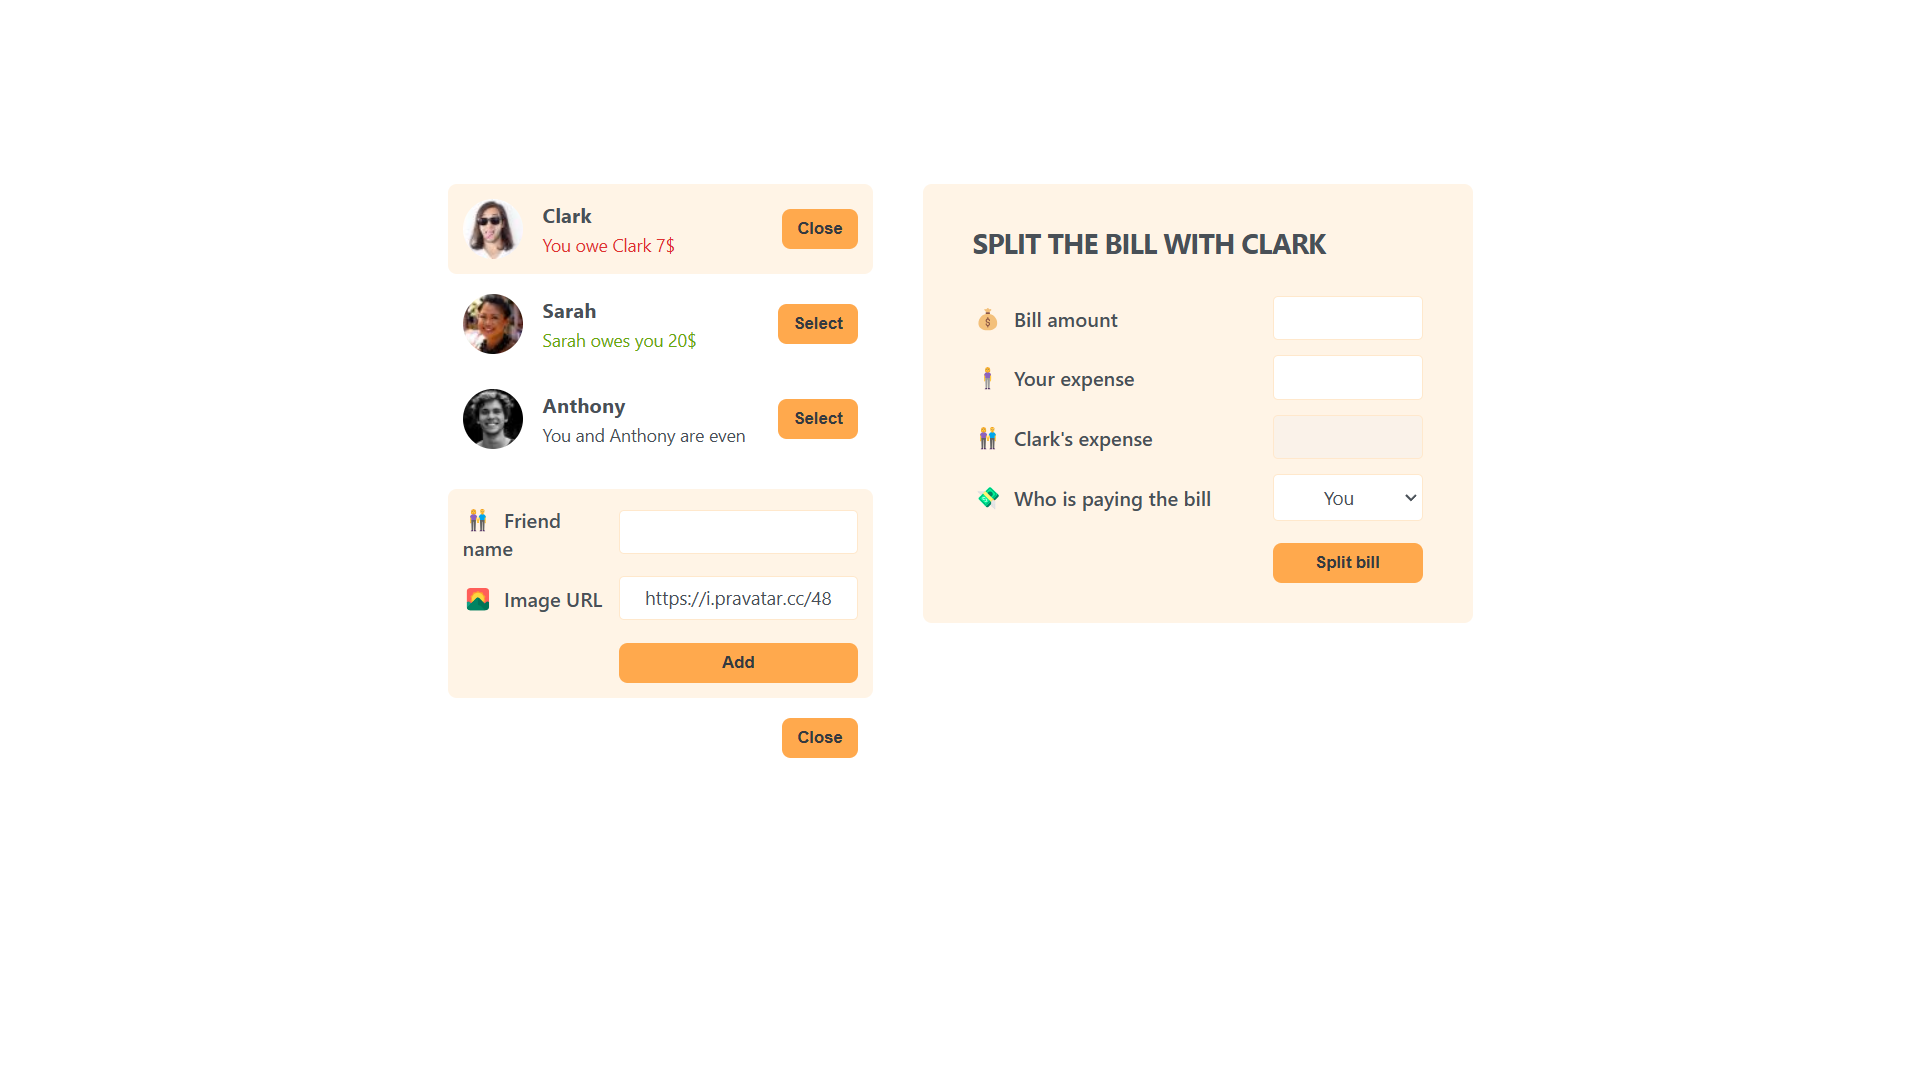 Clark
You owe Clark 7$
Close
Sarah
Sarah owes you 20$
Select
Anthony
You and Anthony are even
Select
Friend
name
Image URL
https://i.pravatar.cc/48
Add
Close
SPLIT THE BILL WITH CLARK
Bill amount
Your expense
Clark's expense
Who is paying the bill
You
Split bill